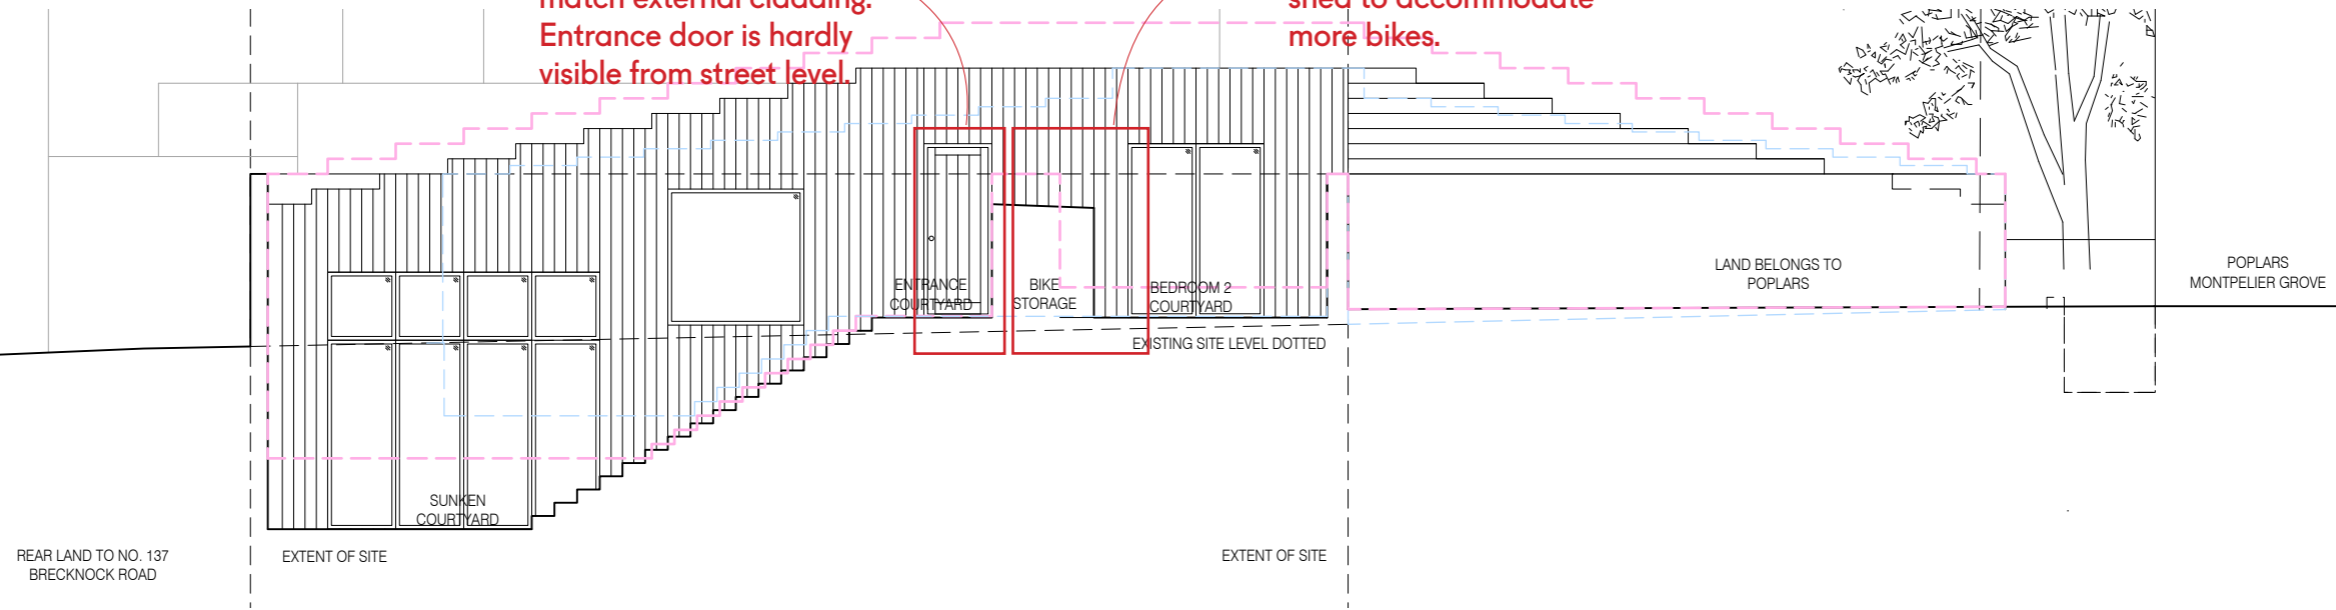 match external cladding.
Entrance door is hardly
visible from street level.
shed to accommodate
more bikes.
ENTRANCE
COURTYARD
BIKE
STORAGE
BEDROOM 2
COURTYARD
LAND BELONGS TO
POPLARS
POPLARS
MONTPELIER GROVE
EXISTING SITE LEVEL DOTTED
SUNKEN
COURTYARD
REAR LAND TO NO. 137
BRECKNOCK ROAD
EXTENT OF SITE
EXTENT OF SITE